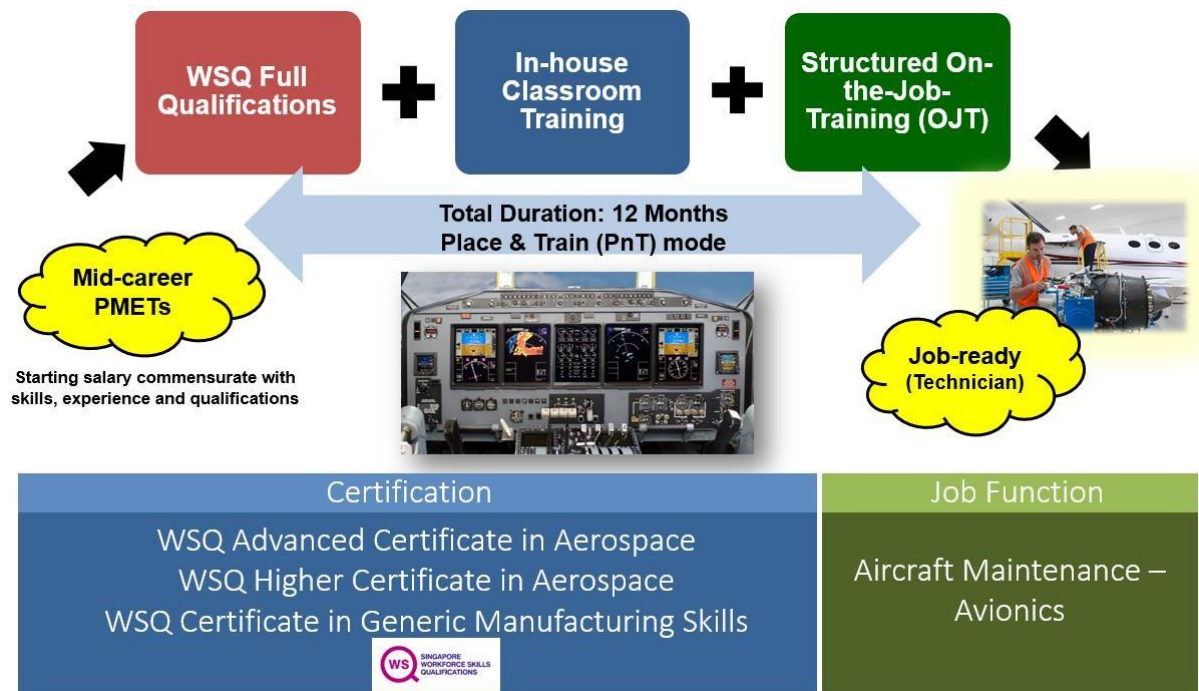 WSQ Full
Qualifications
In-house
Classroom
Training
Structured On-
the-Job-
Training (OJT)
Total Duration: 12 Months
Place & Train (PnT) mode
Mid-career
PMETs
Starting salary commensurate with
skills, experience and qualifications
Job-ready
(Technician)
Certification
WSQ Advanced Certificate in Aerospace
WSQ Higher Certificate in Aerospace
WSQ Certificate in Generic Manufacturing Skills
WS
SINGAPORE
WORKFORCE SKILLS
QUALIFICATIONS
Job Function
Aircraft Maintenance –
Avionics